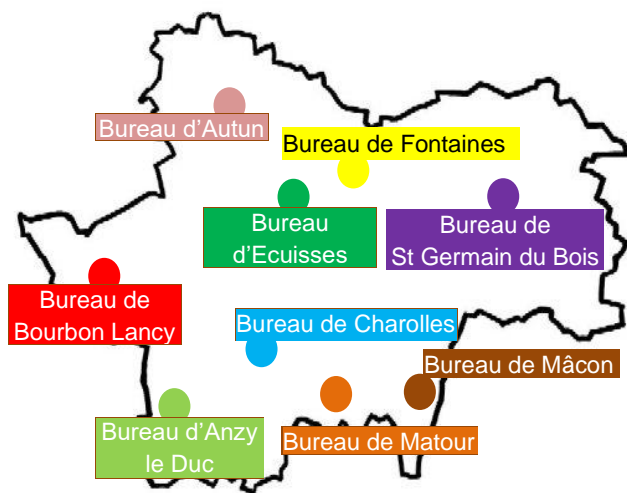 Bureau d'Autun
Bureau de Fontaines
Bureau
d'Ecuisses
Bureau de
St Germain du Bois
Bureau de
Bourbon Lancy
Bureau de Charolles
Bureau de Mâcon
Bureau d'Anzy
le Duc
Bureau de Matour